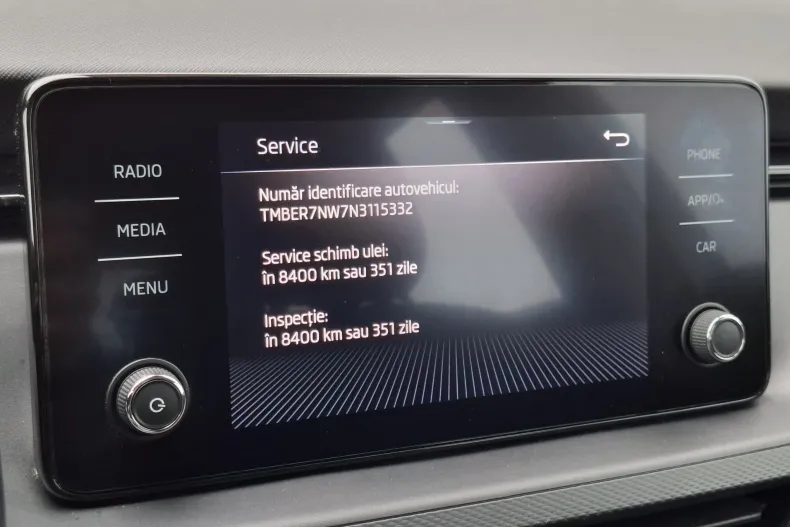 Service
RADIO
MEDIA
MENU
Număr identificare autovehicul:
TMBER7NW7N3115332
Service schimb ulei:
în 8400 km sau 351 zile
Inspecție:
în 8400 km sau 351 zile
PHONE
CAR